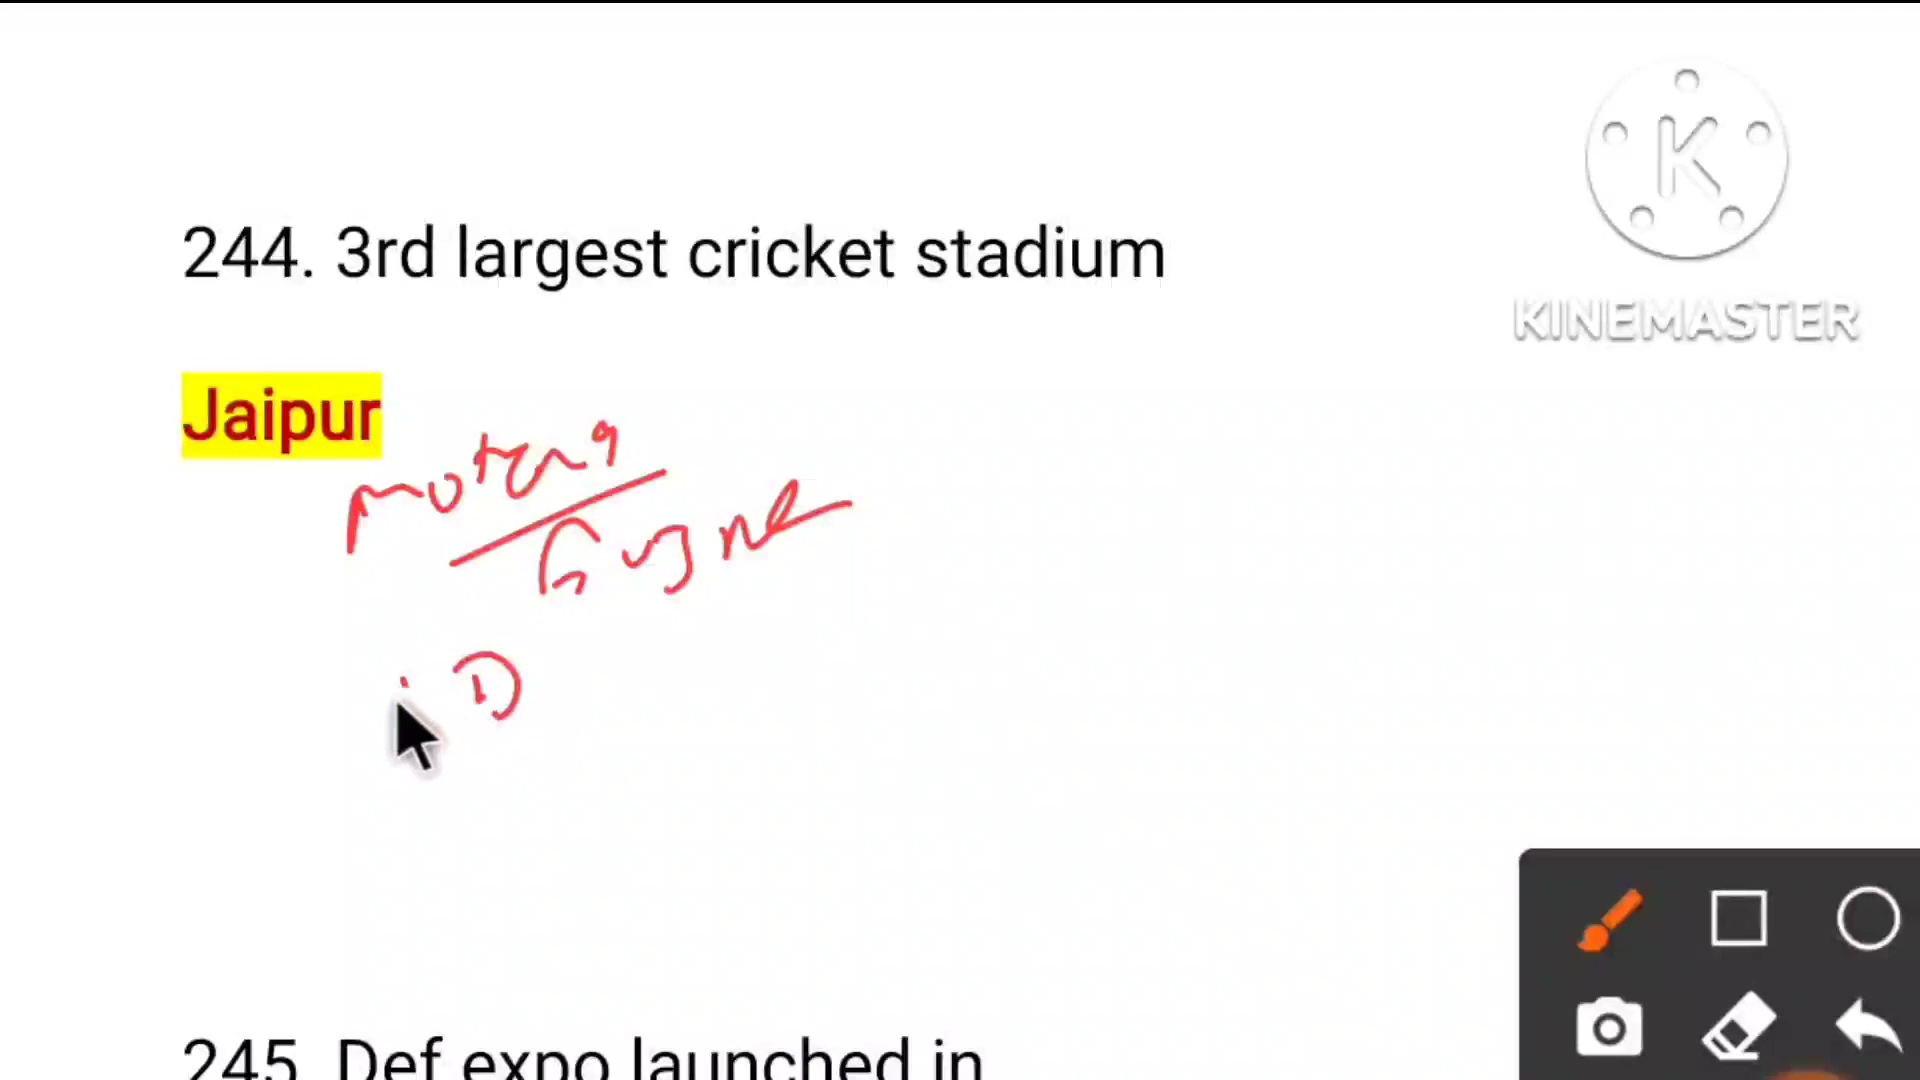 244. 3rd largest cricket stadium
K
KINEMASTER
Jaipur
245. Def expo launched in